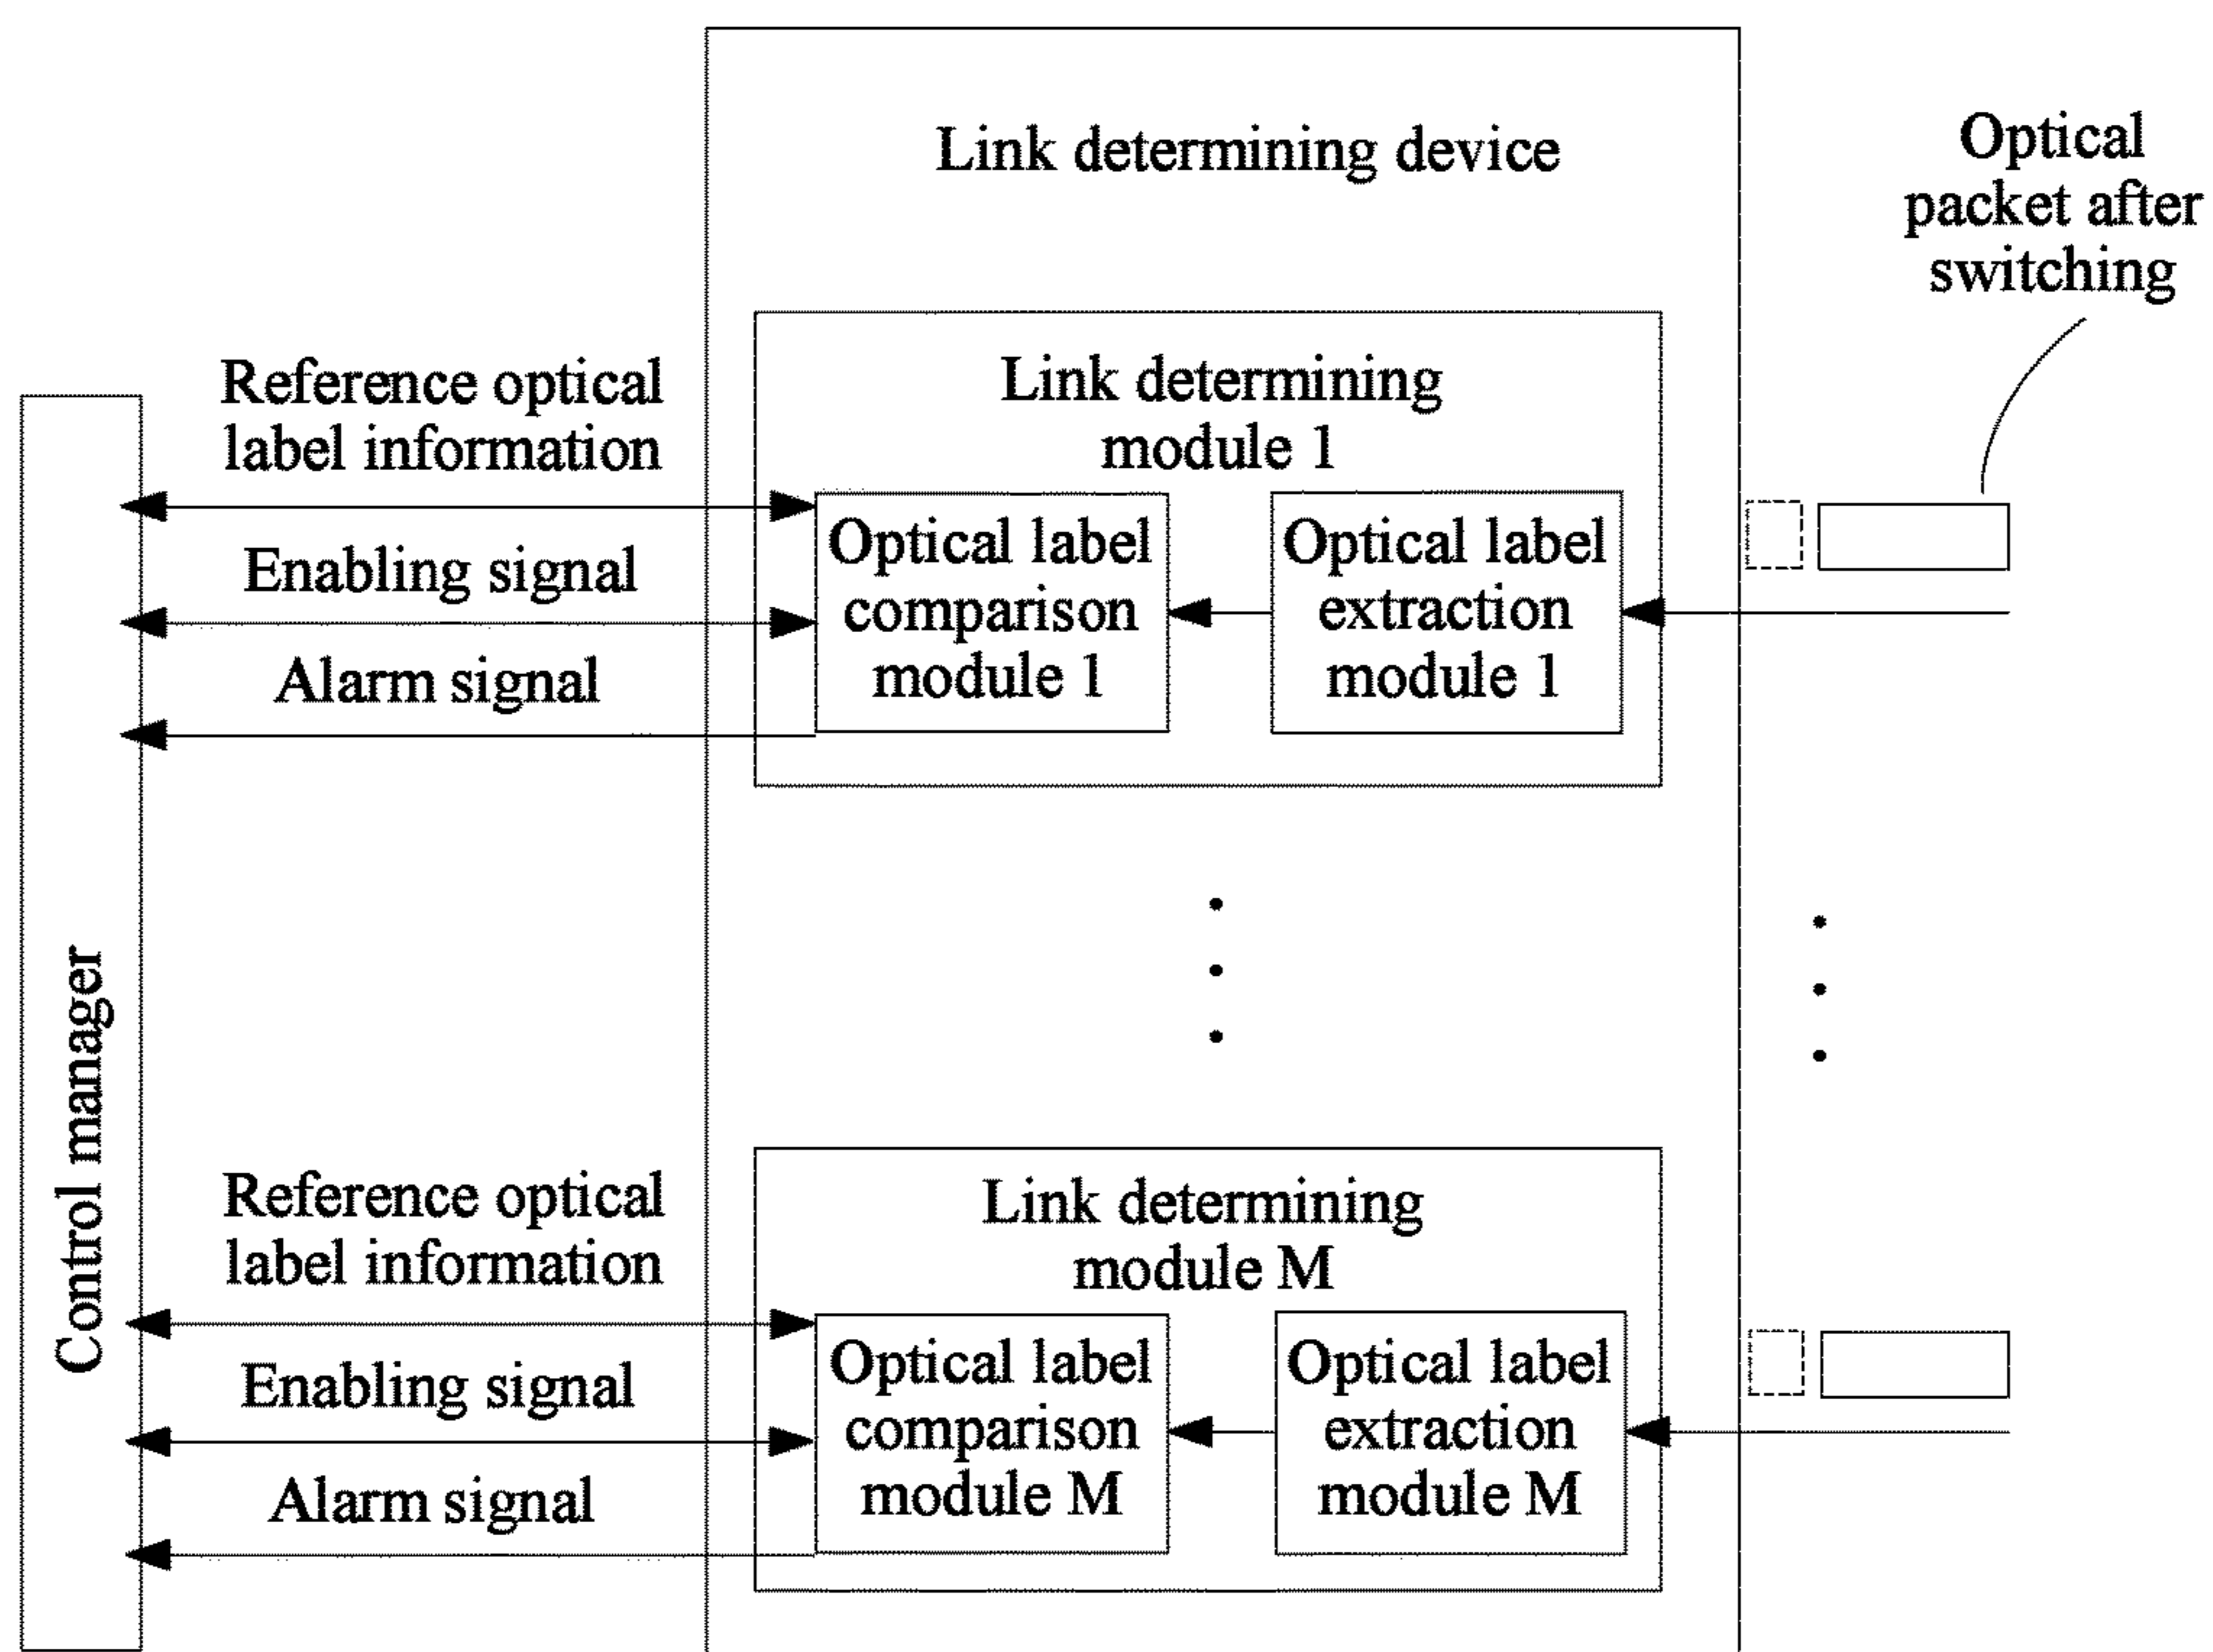 Link determining device
Optical
packet after
switching
Reference optical
label information
Enabling signal
Alarm signal
Link determining
module 1
Optical label
comparison
module 1
Optical label
extraction
module 1
Control manager
Reference optical
label information
Enabling signal
Alarm signal
Link determining
module M
Optical label
comparison
module M
Optical label
extraction
module M